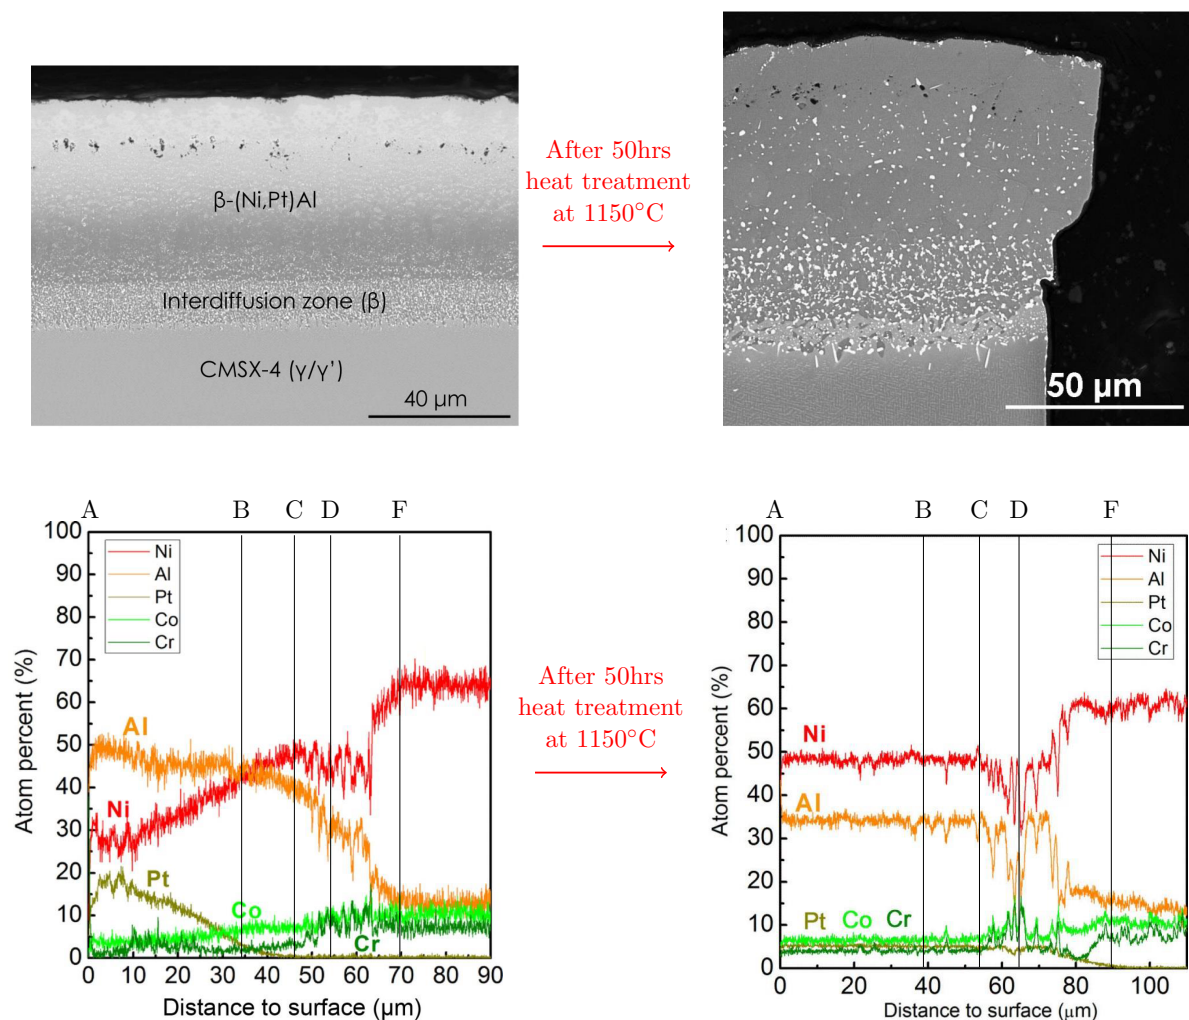 β-(Ni,Pt)Al
Interdiffusion zone (β)
CMSX-4 (γ/γ’)
40 µm
After 50hrs
heat treatment
at 1150°C
50 µm
A B C D F
100
90
80
70
60
50
40
30
20
10
0
Atom percent (%)
Ni
Al
Pt
Co
Cr
Al
Ni
Pt
Co
Cr
0 10 20 30 40 50 60 70 80 90
Distance to surface (µm)
After 50hrs
heat treatment
at 1150°C
A B C D F
100
90
80
70
60
50
40
30
20
10
0
Atom percent (%)
Ni
Al
Pt
Co
Cr
Ni
Al
Pt Co Cr
0 20 40 60 80 100
Distance to surface (µm)